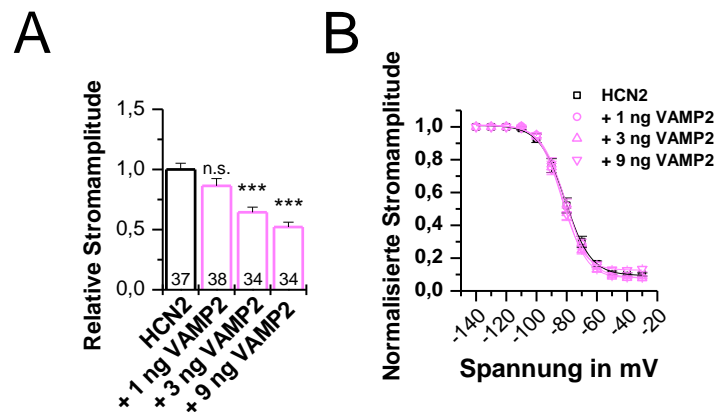 A
Relative Stromamplitude
1,5
1,0
0,5
0,0
n.s.
***
***
37
38
34
34
HCN2
+ 1 ng VAMP2
+ 3 ng VAMP2
+ 9 ng VAMP2
B
Normalisierte Stromamplitude
HCN2
+ 1 ng VAMP2
+ 3 ng VAMP2
+ 9 ng VAMP2
1,0
0,8
0,6
0,4
0,2
0,0
-140
-120
-100
-80
-60
-40
-20
Spannung in mV